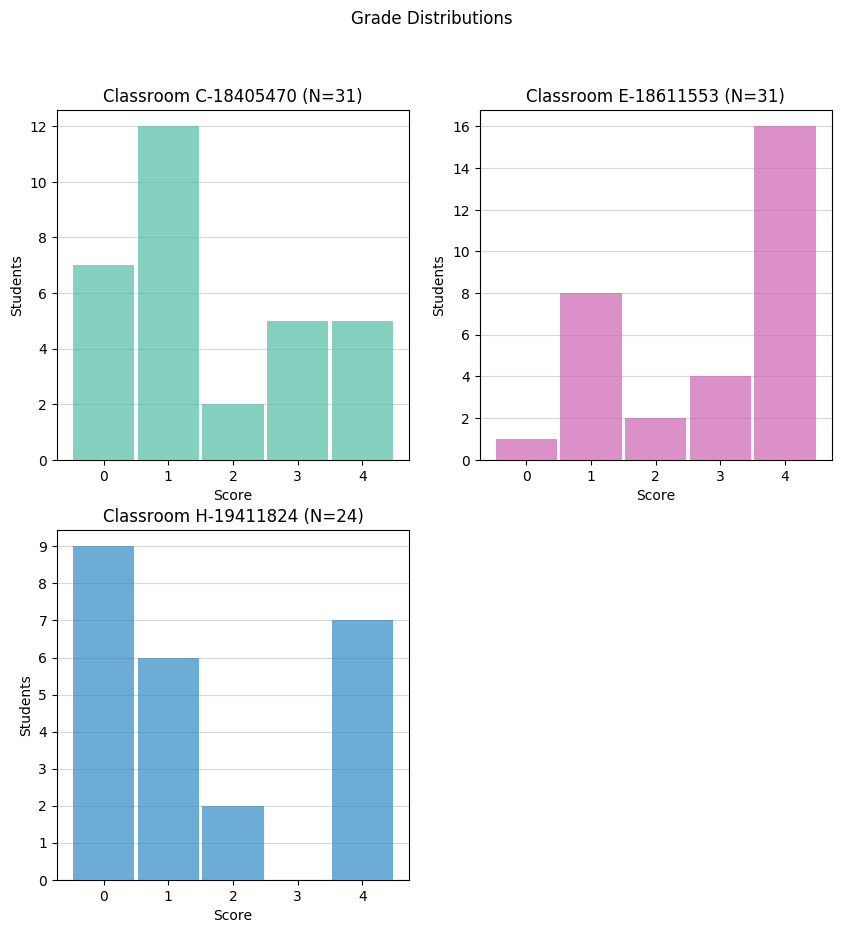 Grade Distributions
Classroom C-18405470 (N=31)
12
10
8
6
4
2
0
Students
0 1 2 3 4
Score
Classroom E-18611553 (N=31)
16
14
12
10
8
6
4
2
0
Students
0 1 2 3 4
Score
Classroom H-19411824 (N=24)
9
8
7
6
5
4
3
2
1
0
Students
0 1 2 3 4
Score